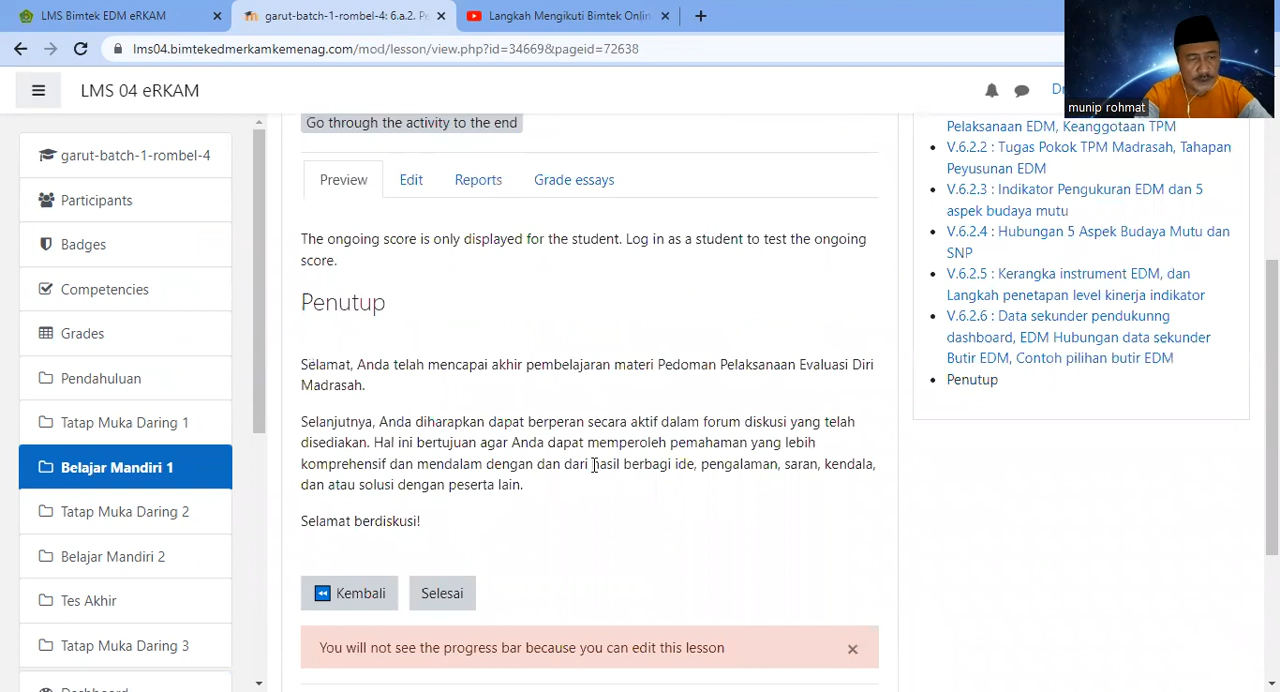 LMS Bimtek EDM eRKAM
garut-batch-1-rombel-4: 6.a.2. Pe
Langkah Mengikuti Bimtek Onlin
lms04.bimtekedmerkamkemenag.com/mod/lesson/view.php?id=34669&pageid=72638
munip rohmat
LMS 04 eRKAM
garut-batch-1-rombel-4
Participants
Badges
Competencies
Grades
Pendahuluan
Tatap Muka Daring 1
Belajar Mandiri 1
Tatap Muka Daring 2
Belajar Mandiri 2
Tes Akhir
Tatap Muka Daring 3
Dashboard
Go through the activity to the end
Preview Edit Reports Grade essays
The ongoing score is only displayed for the student. Log in as a student to test the ongoing
score.
Penutup
Selamat, Anda telah mencapai akhir pembelajaran materi Pedoman Pelaksanaan Evaluasi Diri
Madrasah.
Selanjutnya, Anda diharapkan dapat berperan secara aktif dalam forum diskusi yang telah
disediakan. Hal ini bertujuan agar Anda dapat memperoleh pemahaman yang lebih
komprehensif dan mendalam dengan dan dari hasil berbagi ide, pengalaman, saran, kendala,
dan atau solusi dengan peserta lain.
Selamat berdiskusi!
Kembali
Selesai
You will not see the progress bar because you can edit this lesson
Pelaksanaan EDM, Keanggotaan TPM
V.6.2.2 : Tugas Pokok TPM Madrasah, Tahapan
Peyusunan EDM
V.6.2.3 : Indikator Pengukuran EDM dan 5
aspek budaya mutu
V.6.2.4 : Hubungan 5 Aspek Budaya Mutu dan
SNP
V.6.2.5 : Kerangka instrument EDM, dan
Langkah penetapan level kinerja indikator
V.6.2.6 : Data sekunder pendukunng
dashboard, EDM Hubungan data sekunder
Butir EDM, Contoh pilihan butir EDM
Penutup